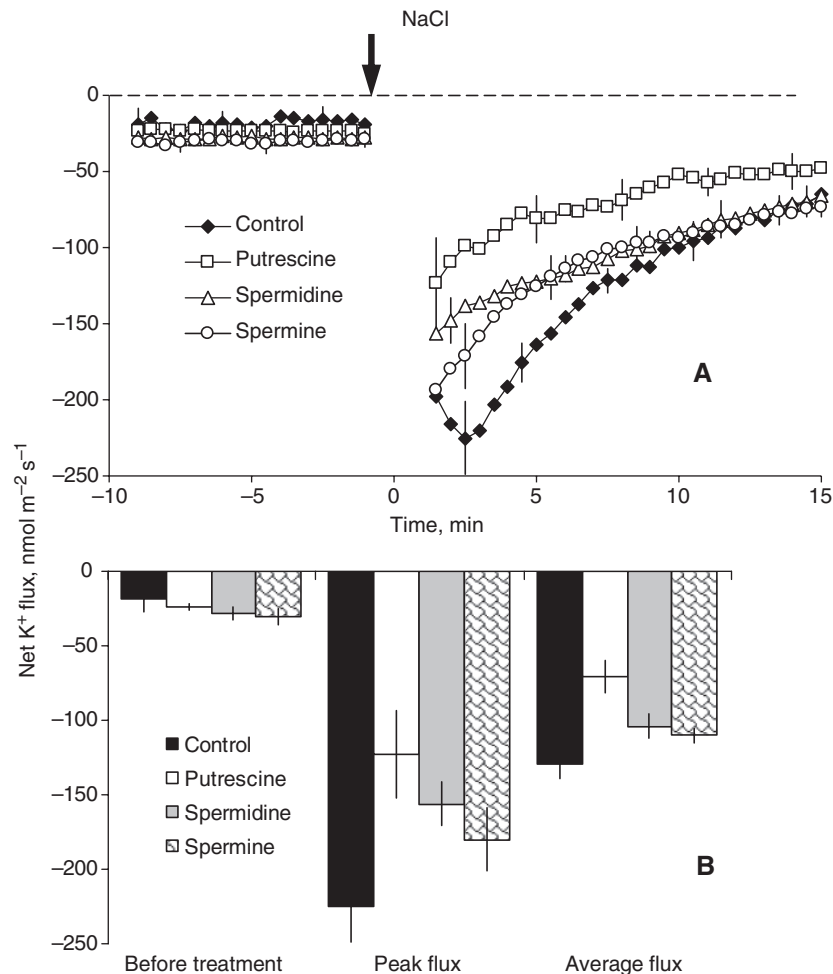 NaCl
0
−50
−100
−150
−200
−250
Control
Putrescine
Spermidine
Spermine
A
−10
−5
0
5
10
15
Time, min
Net K⁺ flux, nmol m⁻² s⁻¹
0
−50
−100
−150
−200
−250
Control
Putrescine
Spermidine
Spermine
B
Before treatment
Peak flux
Average flux